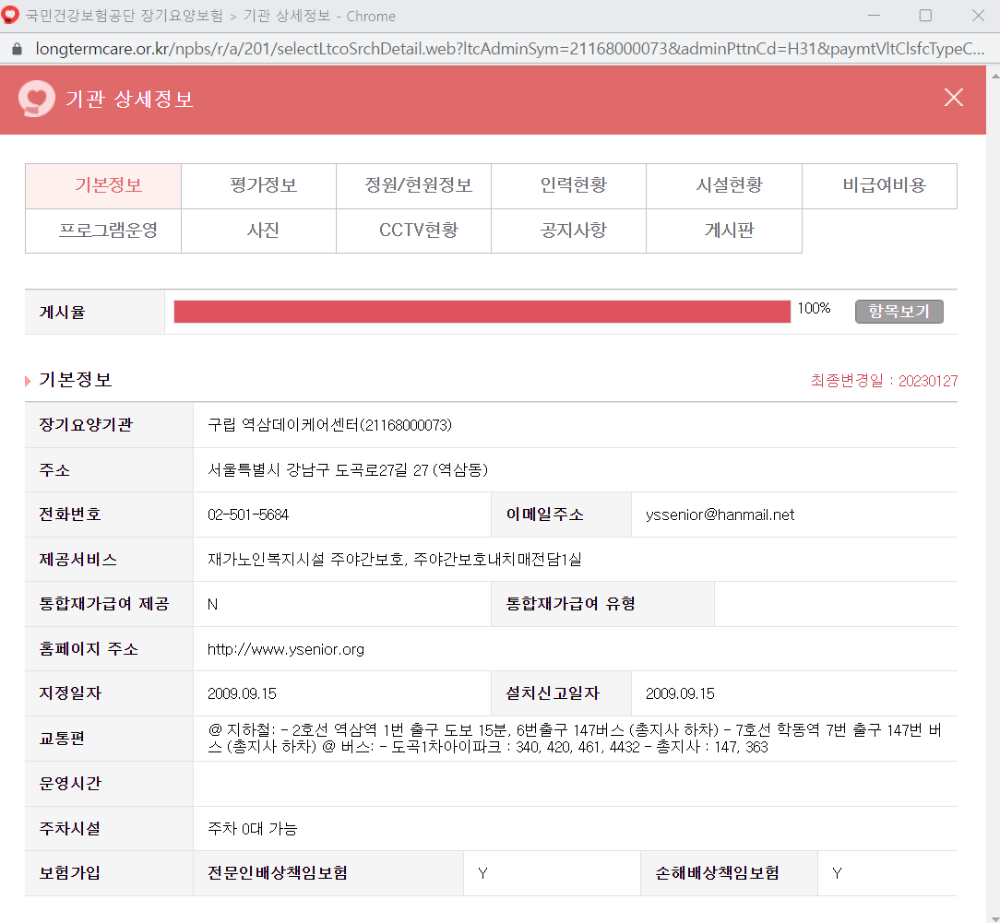 국민건강보험공단 장기요양보험 > 기관 상세정보 - Chrome
longtermcare.or.kr/npbs/r/a/201/selectLtcoSrchDetail.web?ltcAdminSym=21168000073&adminPttnCd=H31&paymtVltClsfcTypeC...
기관 상세정보
기본정보 평가정보 정원/현원정보 인력현황 시설현황 비급여비용
프로그램운영 사진 CCTV현황 공지사항 게시판
게시율 100% 항목보기
기본정보 최종변경일 : 20230127
장기요양기관 구립 역삼데이케어센터(21168000073)
주소 서울특별시 강남구 도곡로27길 27 (역삼동)
전화번호 02-501-5684 이메일주소 yssenior@hanmail.net
제공서비스 재가노인복지시설 주야간보호, 주야간보호내치매전담1실
통합재가급여 제공 N 통합재가급여 유형
홈페이지 주소 http://www.ysenior.org
지정일자 2009.09.15 설치신고일자 2009.09.15
교통편 @ 지하철: - 2호선 역삼역 1번 출구 도보 15분, 6번출구 147버스 (총지사 하차) - 7호선 학동역 7번 출구 147번 버
스 (총지사 하차) @ 버스: - 도곡1차아이파크 : 340, 420, 461, 4432 - 총지사 : 147, 363
운영시간
주차시설 주차 0대 가능
보험가입 전문인배상책임보험 Y 손해배상책임보험 Y